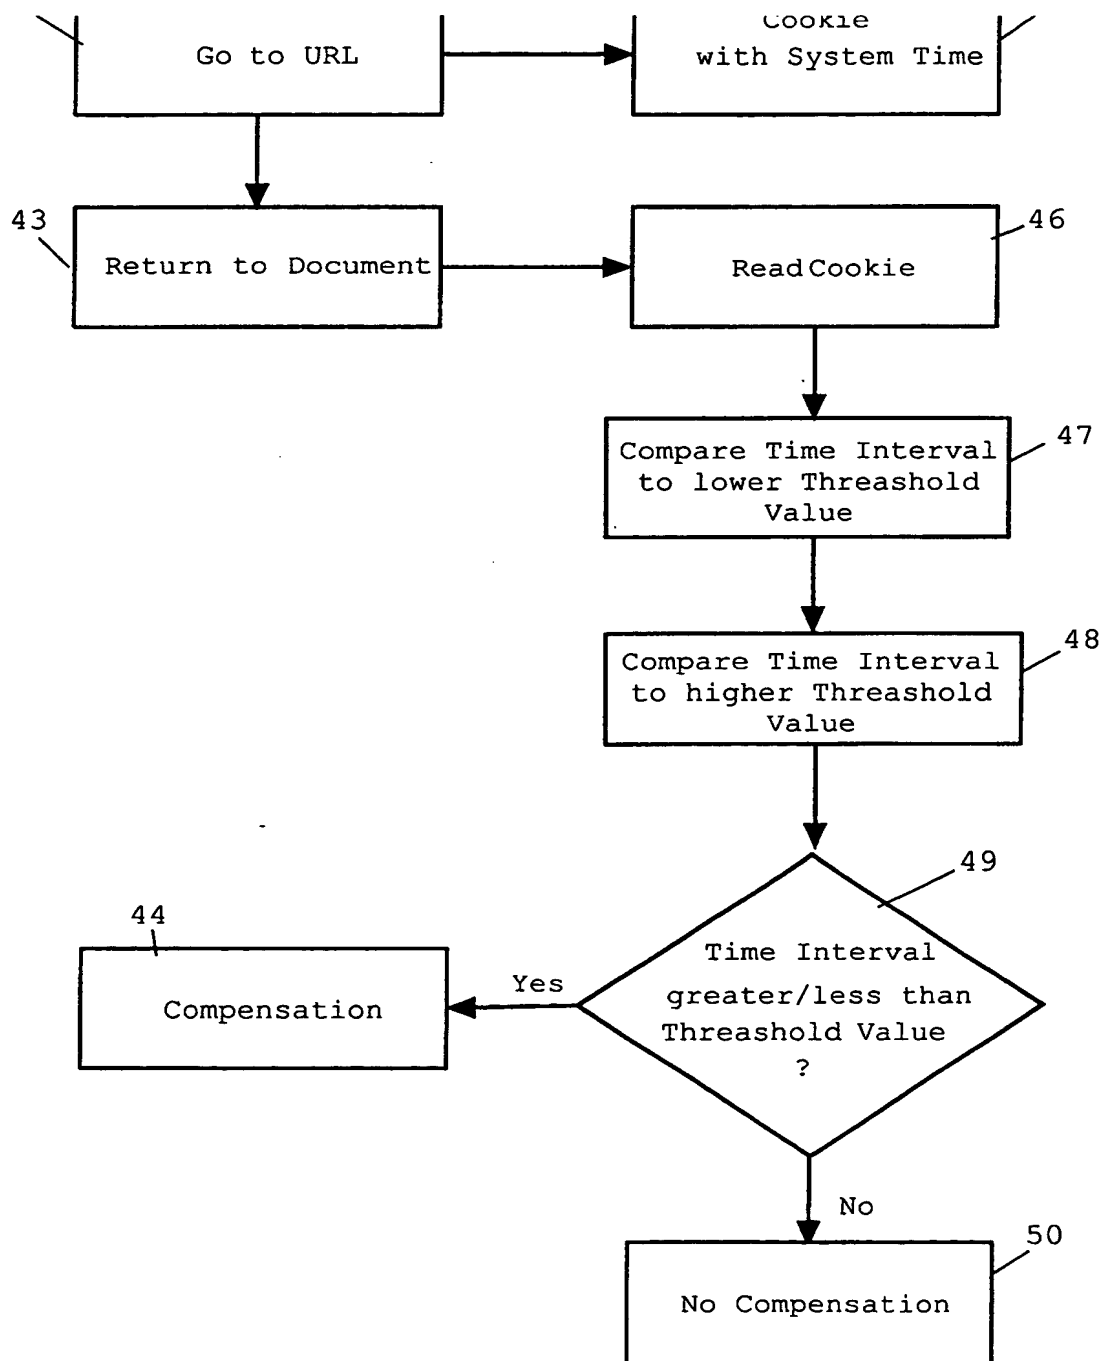 Go to URL
Cookie
with System Time
43
Return to Document
46
Read Cookie
47
Compare Time Interval
to lower Threashold
Value
48
Compare Time Interval
to higher Threashold
Value
49
Time Interval
greater/less than
Threashold Value
?
Yes
44
Compensation
No
50
No Compensation